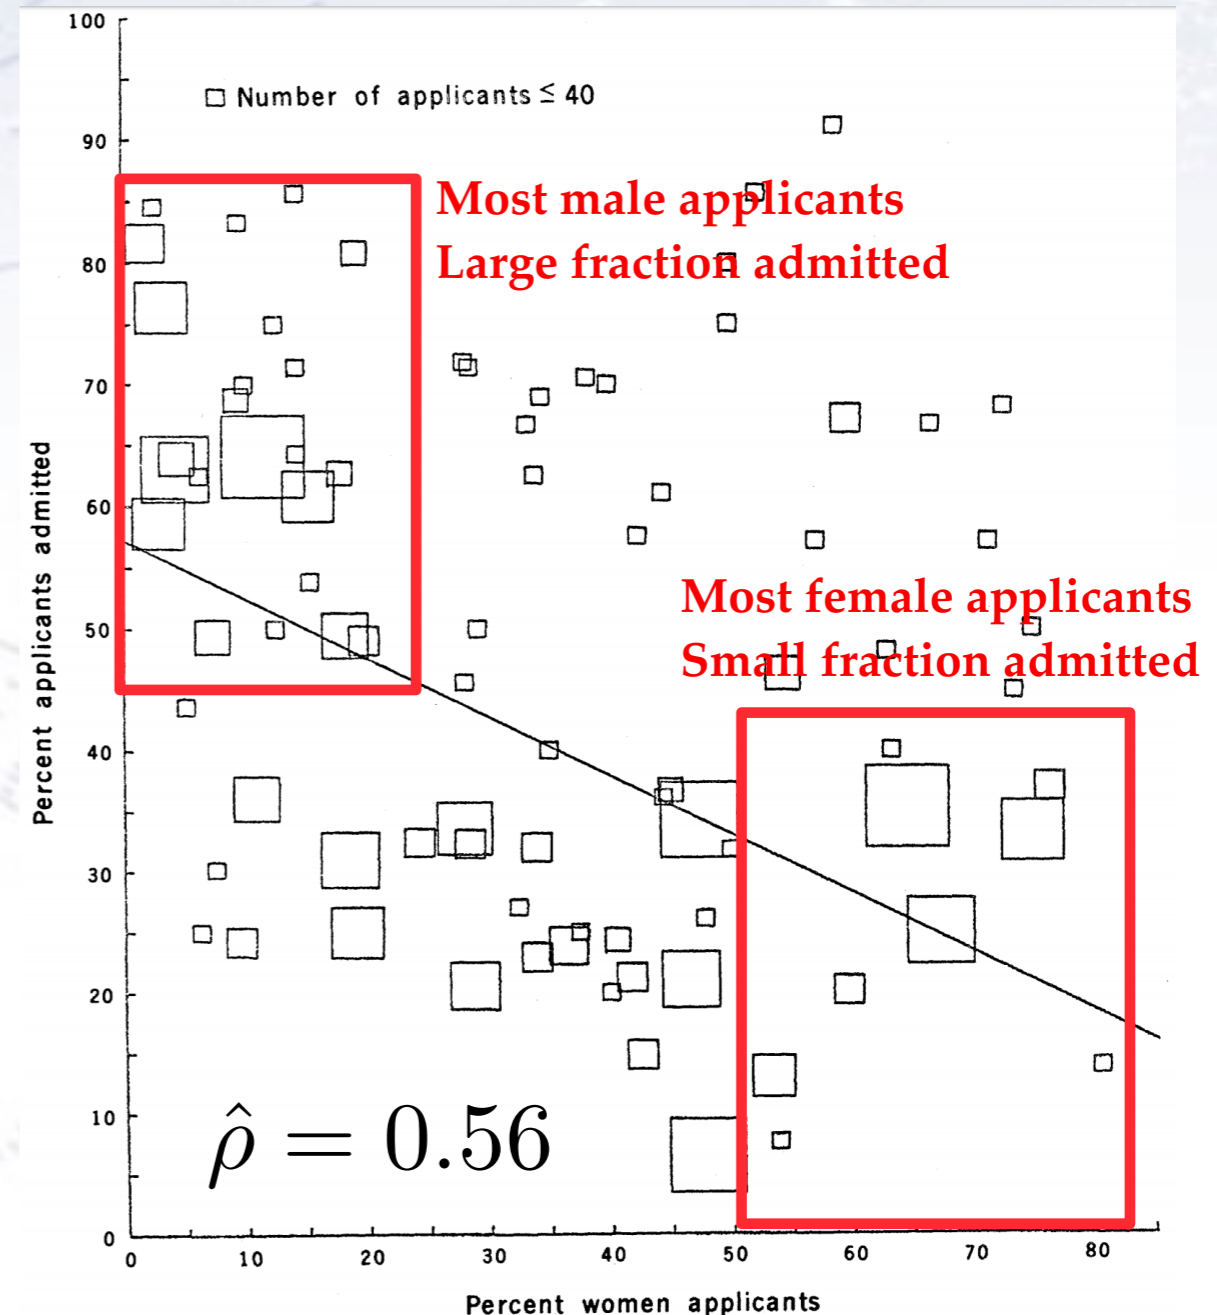 100
□ Number of applicants ≤ 40
90
Most male applicants
Large fraction admitted
80
70
60
Most female applicants
Small fraction admitted
50
40
30
20
10
0
ρ̂ = 0.56
Percent applicants admitted
0 10 20 30 40 50 60 70 80
Percent women applicants